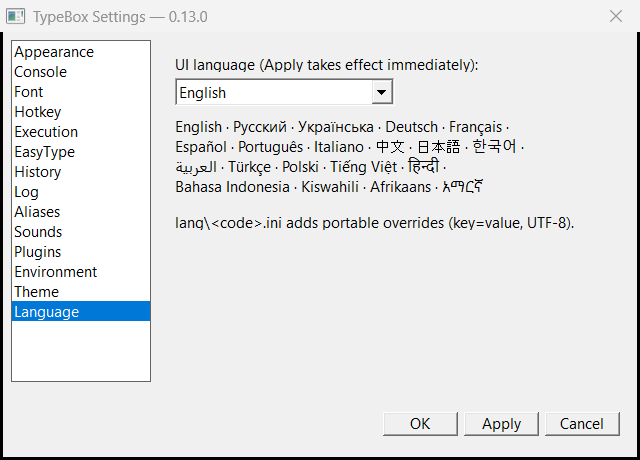 TypeBox Settings — 0.13.0
Appearance
Console
Font
Hotkey
Execution
EasyType
History
Log
Aliases
Sounds
Plugins
Environment
Theme
Language
UI language (Apply takes effect immediately):
English
English · Русский · Українська · Deutsch · Français ·
Español · Português · Italiano · 中文 · 日本語 · 한국어 ·
العربية · Türkçe · Polski · Tiếng Việt · हिन्दी ·
Bahasa Indonesia · Kiswahili · Afrikaans · አማርኛ
lang\<code>.ini adds portable overrides (key=value, UTF-8).
OK
Apply
Cancel